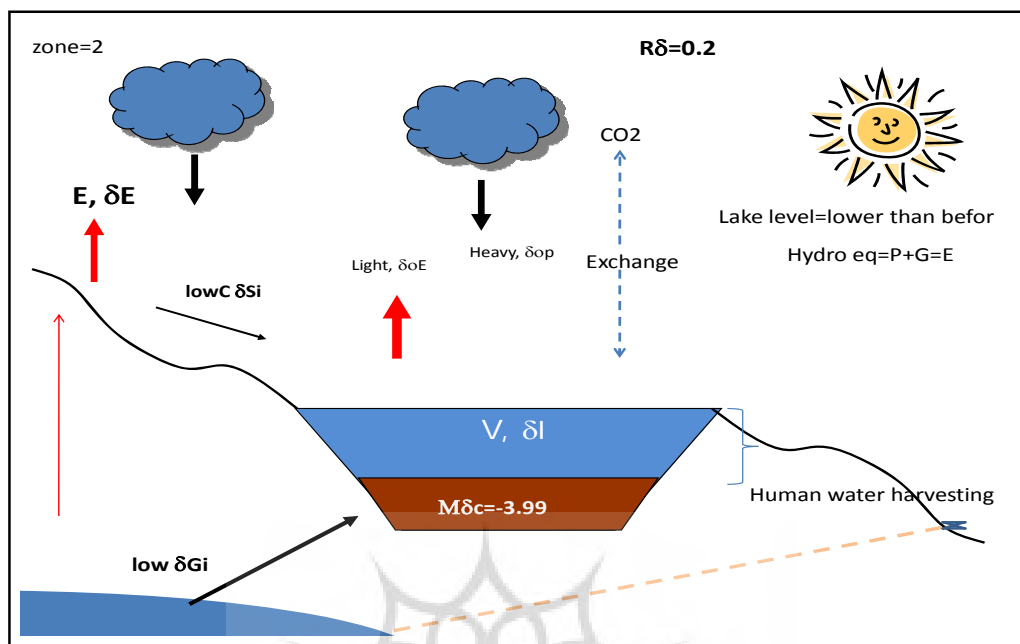 zone=2
Rδ=0.2
CO2
E, δE
Lake level=lower than befor
Hydro eq=P+G=E
Heavy, δop
Light, δoE
Exchange
lowC δSi
V, δl
Human water harvesting
Mδc=-3.99
low δGi